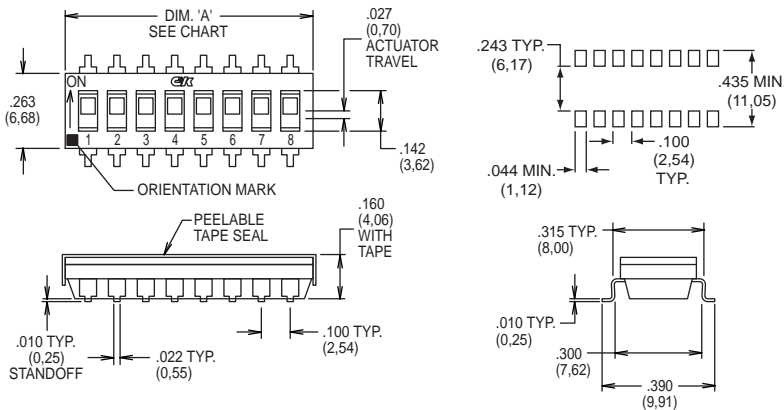 DIM. 'A'
SEE CHART
.027
(0,70)
ACTUATOR
TRAVEL
ON
CK
.263
(6,68)
1 2 3 4 5 6 7 8
.142
(3,62)
ORIENTATION MARK
.243 TYP.
(6,17)
.435 MIN
(11,05)
.100
(2,54)
TYP.
.044 MIN.
(1,12)
PEELABLE
TAPE SEAL
.160
(4,06)
WITH
TAPE
.010 TYP.
(0,25)
STANDOFF
.022 TYP.
(0,55)
.100 TYP.
(2,54)
.315 TYP.
(8,00)
.010 TYP.
(0,25)
.300
(7,62)
.390
(9,91)